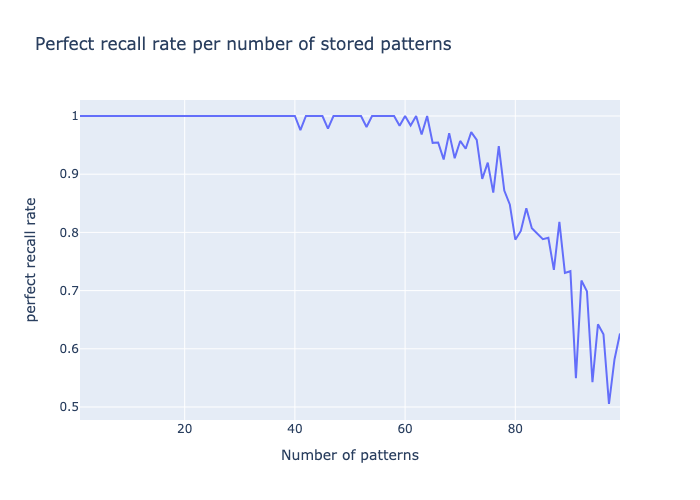 Perfect recall rate per number of stored patterns
perfect recall rate
1
0.9
0.8
0.7
0.6
0.5
20 40 60 80
Number of patterns